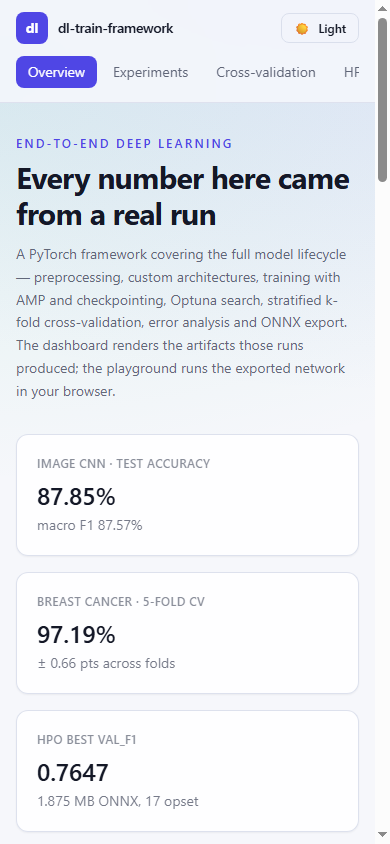 dl
dl-train-framework
Light
Overview
Experiments
Cross-validation
END-TO-END DEEP LEARNING
Every number here came
from a real run
A PyTorch framework covering the full model lifecycle
— preprocessing, custom architectures, training with
AMP and checkpointing, Optuna search, stratified k-
fold cross-validation, error analysis and ONNX export.
The dashboard renders the artifacts those runs
produced; the playground runs the exported network
in your browser.
IMAGE CNN · TEST ACCURACY
87.85%
macro F1 87.57%
BREAST CANCER · 5-FOLD CV
97.19%
± 0.66 pts across folds
HPO BEST VAL_F1
0.7647
1.875 MB ONNX, 17 opset